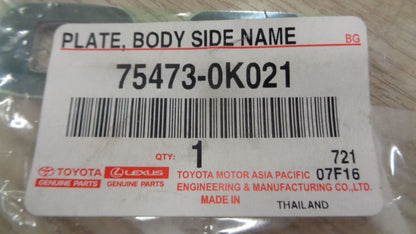 PLATE, BODY SIDE NAME BG
75473-0K021
QTY: 1 721
TOYOTA LEXUS TOYOTA MOTOR ASIA PACIFIC 07F16
GENUINE PARTS GENUINE PARTS ENGINEERING & MANUFACTURING CO.,LTD.
MADE IN THAILAND